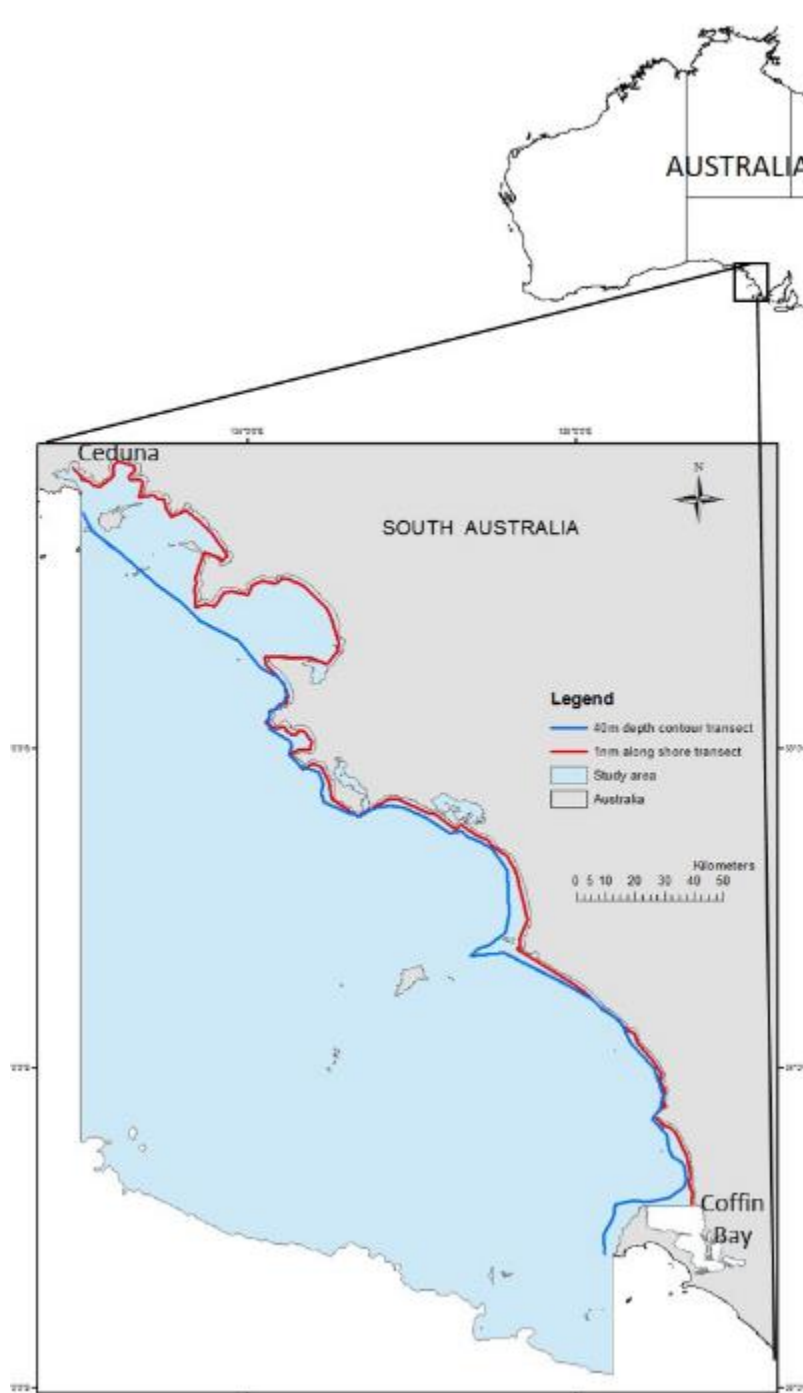 AUSTRALIA
Ceduna
N
SOUTH AUSTRALIA
Legend
40m depth contour transect
1nm along shore transect
Study area
Australia
Kilometers
0 5 10 20 30 40 50
Coffin
Bay